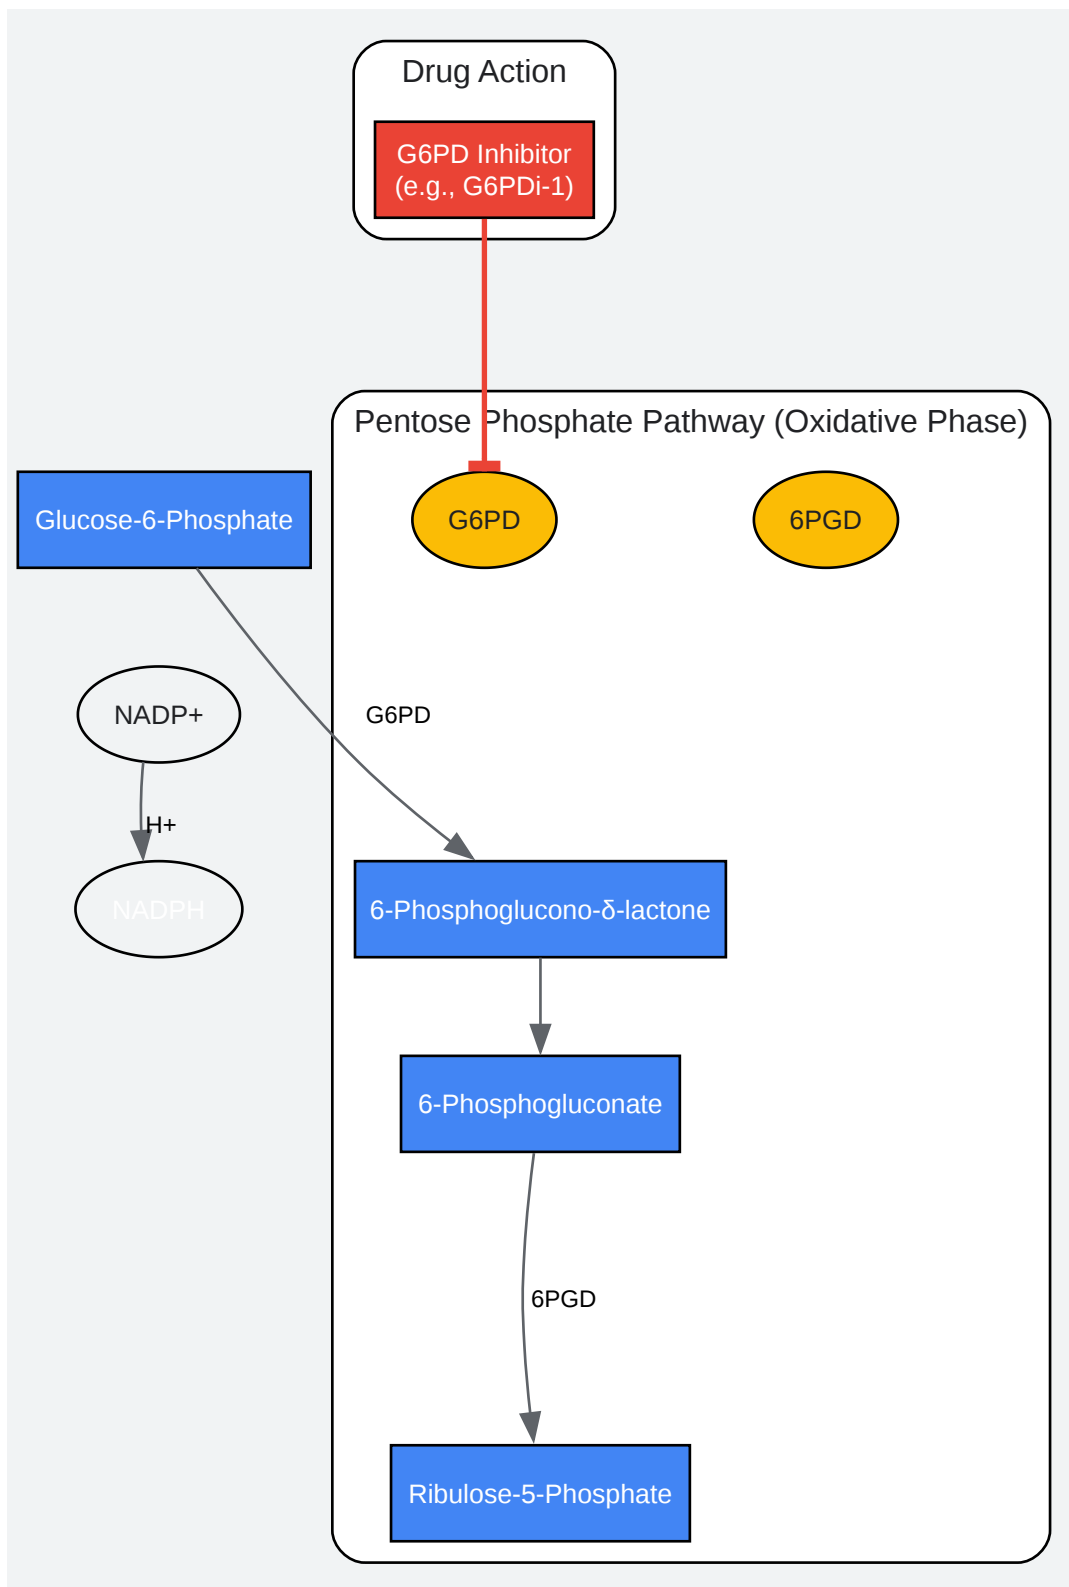 Drug Action
G6PD Inhibitor
(e.g., G6PDi-1)
Pentose Phosphate Pathway (Oxidative Phase)
Glucose-6-Phosphate
G6PD
6PGD
NADP+
G6PD
H+
NADPH
6-Phosphoglucono-δ-lactone
6-Phosphogluconate
6PGD
Ribulose-5-Phosphate